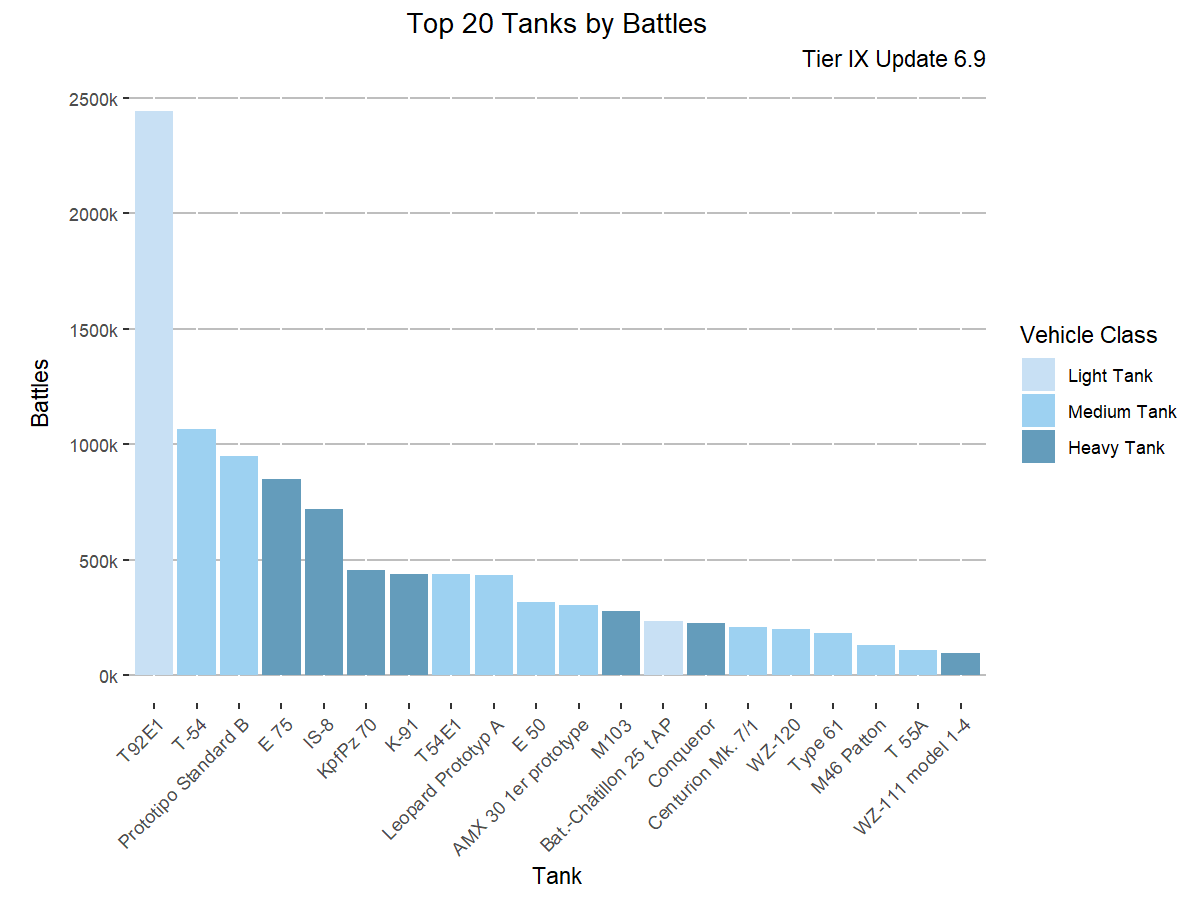 Top 20 Tanks by Battles
Tier IX Update 6.9
Battles
2500k
2000k
1500k
1000k
500k
0k
T92E1
T-54
Prototipo Standard B
E 75
IS-8
KpfPz 70
K-91
T54E1
Leopard Prototyp A
E 50
AMX 30 1er prototype
M103
Bat.-Châtillon 25 t AP
Conqueror
Centurion Mk. 7/1
WZ-120
Type 61
M46 Patton
T 55A
WZ-111 model 1-4
Tank
Vehicle Class
Light Tank
Medium Tank
Heavy Tank